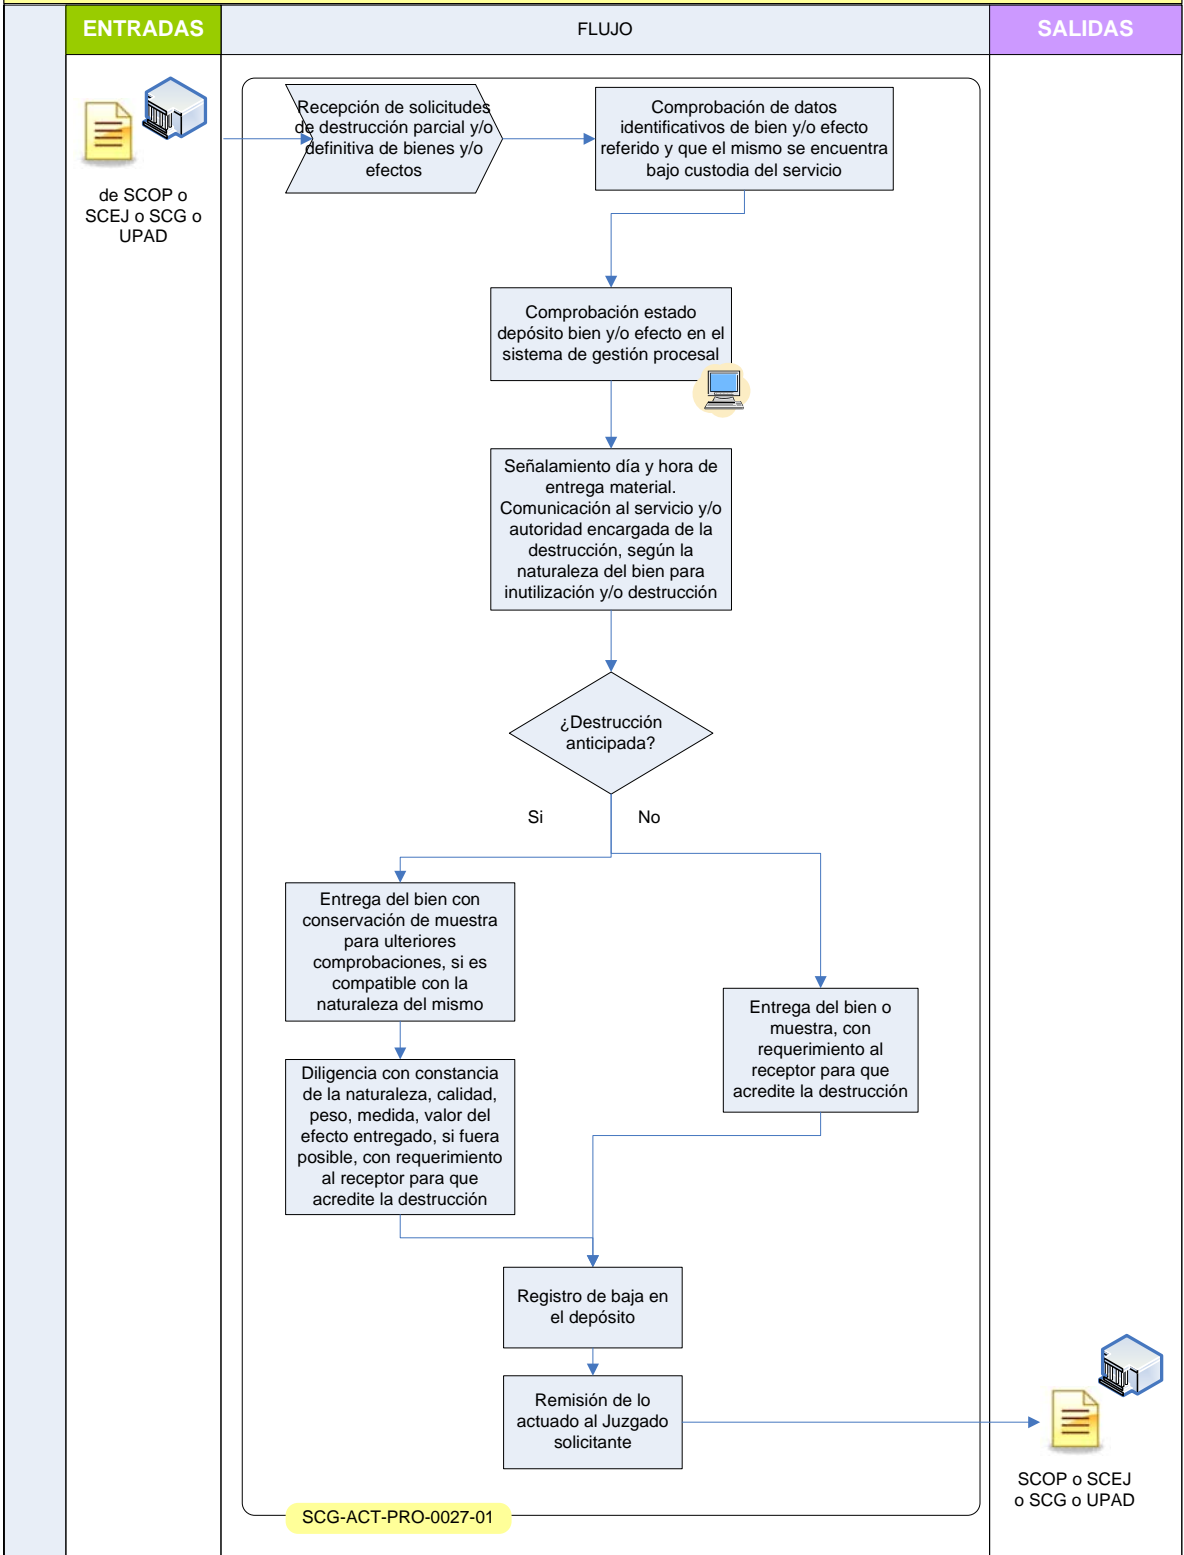 ENTRADAS
FLUJO
SALIDAS
Recepción de solicitudes
de destrucción parcial y/o
definitiva de bienes y/o
efectos
Comprobación de datos
identificativos de bien y/o efecto
referido y que el mismo se encuentra
bajo custodia del servicio
de SCOP o
SCEJ o SCG o
UPAD
Comprobación estado
depósito bien y/o efecto en el
sistema de gestión procesal
Señalamiento día y hora de
entrega material.
Comunicación al servicio y/o
autoridad encargada de la
destrucción, según la
naturaleza del bien para
inutilización y/o destrucción
¿Destrucción
anticipada?
Si
No
Entrega del bien con
conservación de muestra
para ulteriores
comprobaciones, si es
compatible con la
naturaleza del mismo
Entrega del bien o
muestra, con
requerimiento al
receptor para que
acredite la destrucción
Diligencia con constancia
de la naturaleza, calidad,
peso, medida, valor del
efecto entregado, si fuera
posible, con requerimiento
al receptor para que
acredite la destrucción
Registro de baja en
el depósito
Remisión de lo
actuado al Juzgado
solicitante
SCOP o SCEJ
o SCG o UPAD
SCG-ACT-PRO-0027-01